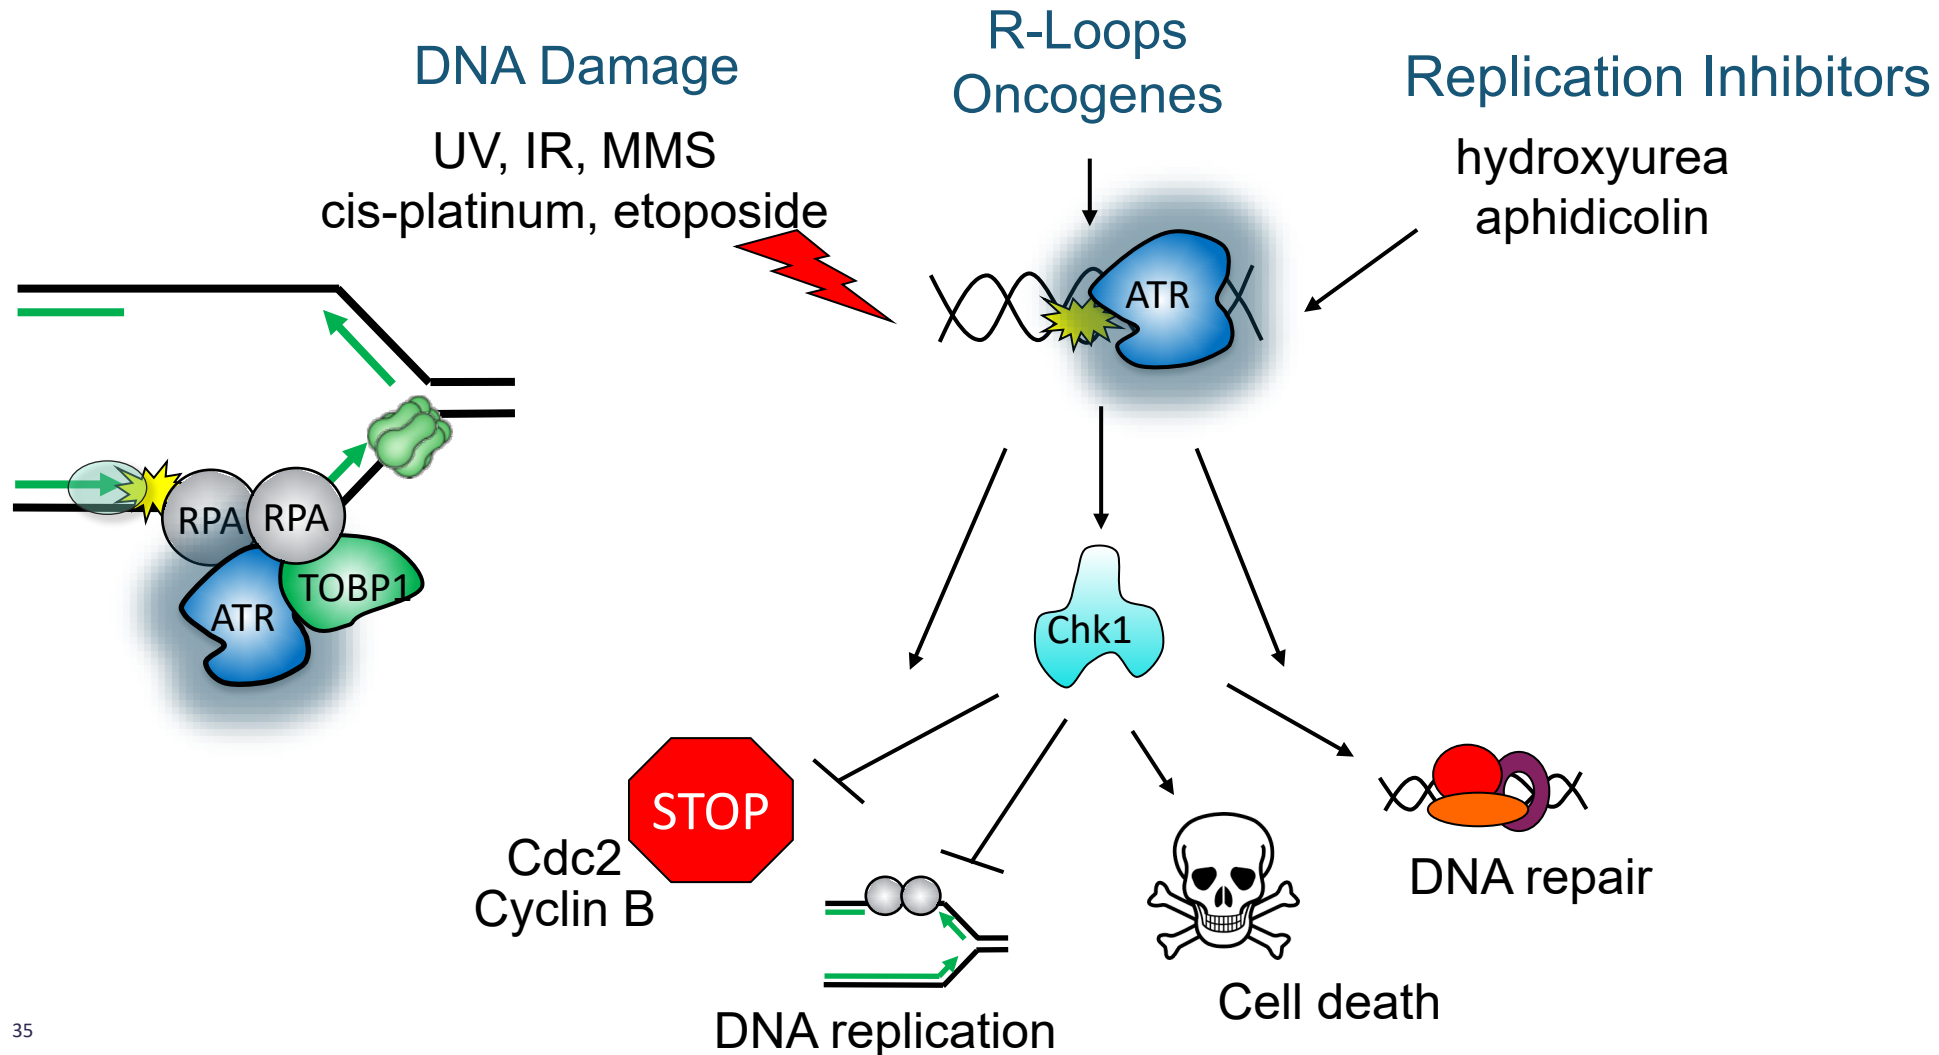 DNA Damage
UV, IR, MMS
cis-platinum, etoposide
R-Loops
Oncogenes
Replication Inhibitors
hydroxyurea
aphidicolin
ATR
RPA
RPA
TOBP1
ATR
Chk1
STOP
Cdc2
Cyclin B
DNA replication
Cell death
DNA repair
35